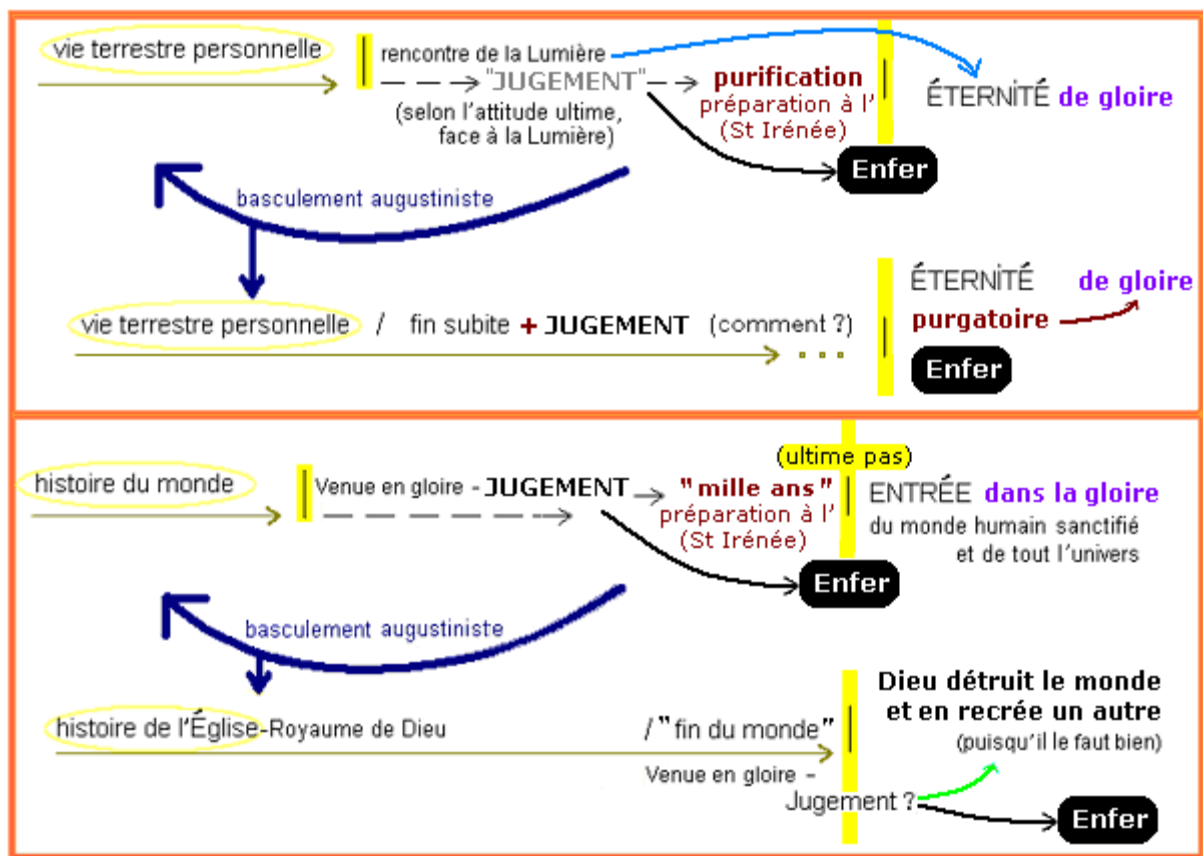 vie terrestre personnelle
rencontre de la Lumière
"JUGEMENT"
(selon l'attitude ultime,
face à la Lumière)
purification
préparation à l'
(St Irénée)
ÉTERNITÉ de gloire
Enfer
basculement augustiniste
vie terrestre personnelle / fin subite + JUGEMENT (comment ?)
ÉTERNITÉ de gloire
purgatoire
Enfer
(ultime pas)
histoire du monde
Venue en gloire - JUGEMENT
"mille ans"
préparation à l'
(St Irénée)
ENTRÉE dans la gloire
du monde humain sanctifié
et de tout l'univers
Enfer
basculement augustiniste
histoire de l'Église-Royaume de Dieu
/ "fin du monde"
Venue en gloire -
Jugement ?
Dieu détruit le monde
et en recrée un autre
(puisqu'il le faut bien)
Enfer